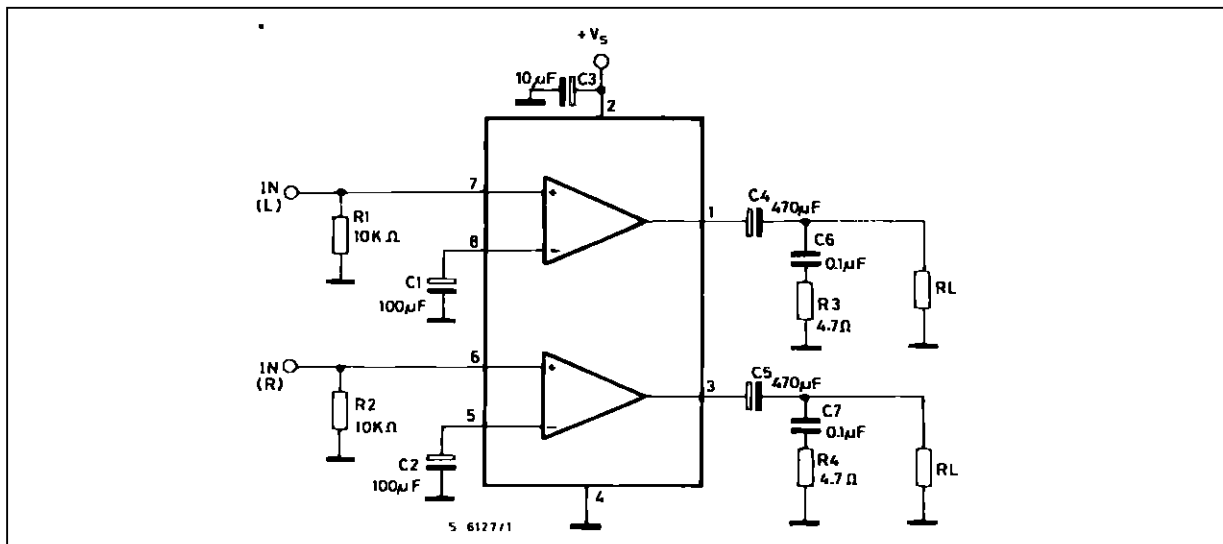 +Vs
10µF
C3
2
IN
(L)
7
R1
10KΩ
8
C1
100µF
1
C4
470µF
C6
0.1µF
R3
4.7Ω
RL
IN
(R)
6
R2
10KΩ
5
C2
100µF
3
C5
470µF
C7
0.1µF
R4
4.7Ω
RL
4
S 6127/1